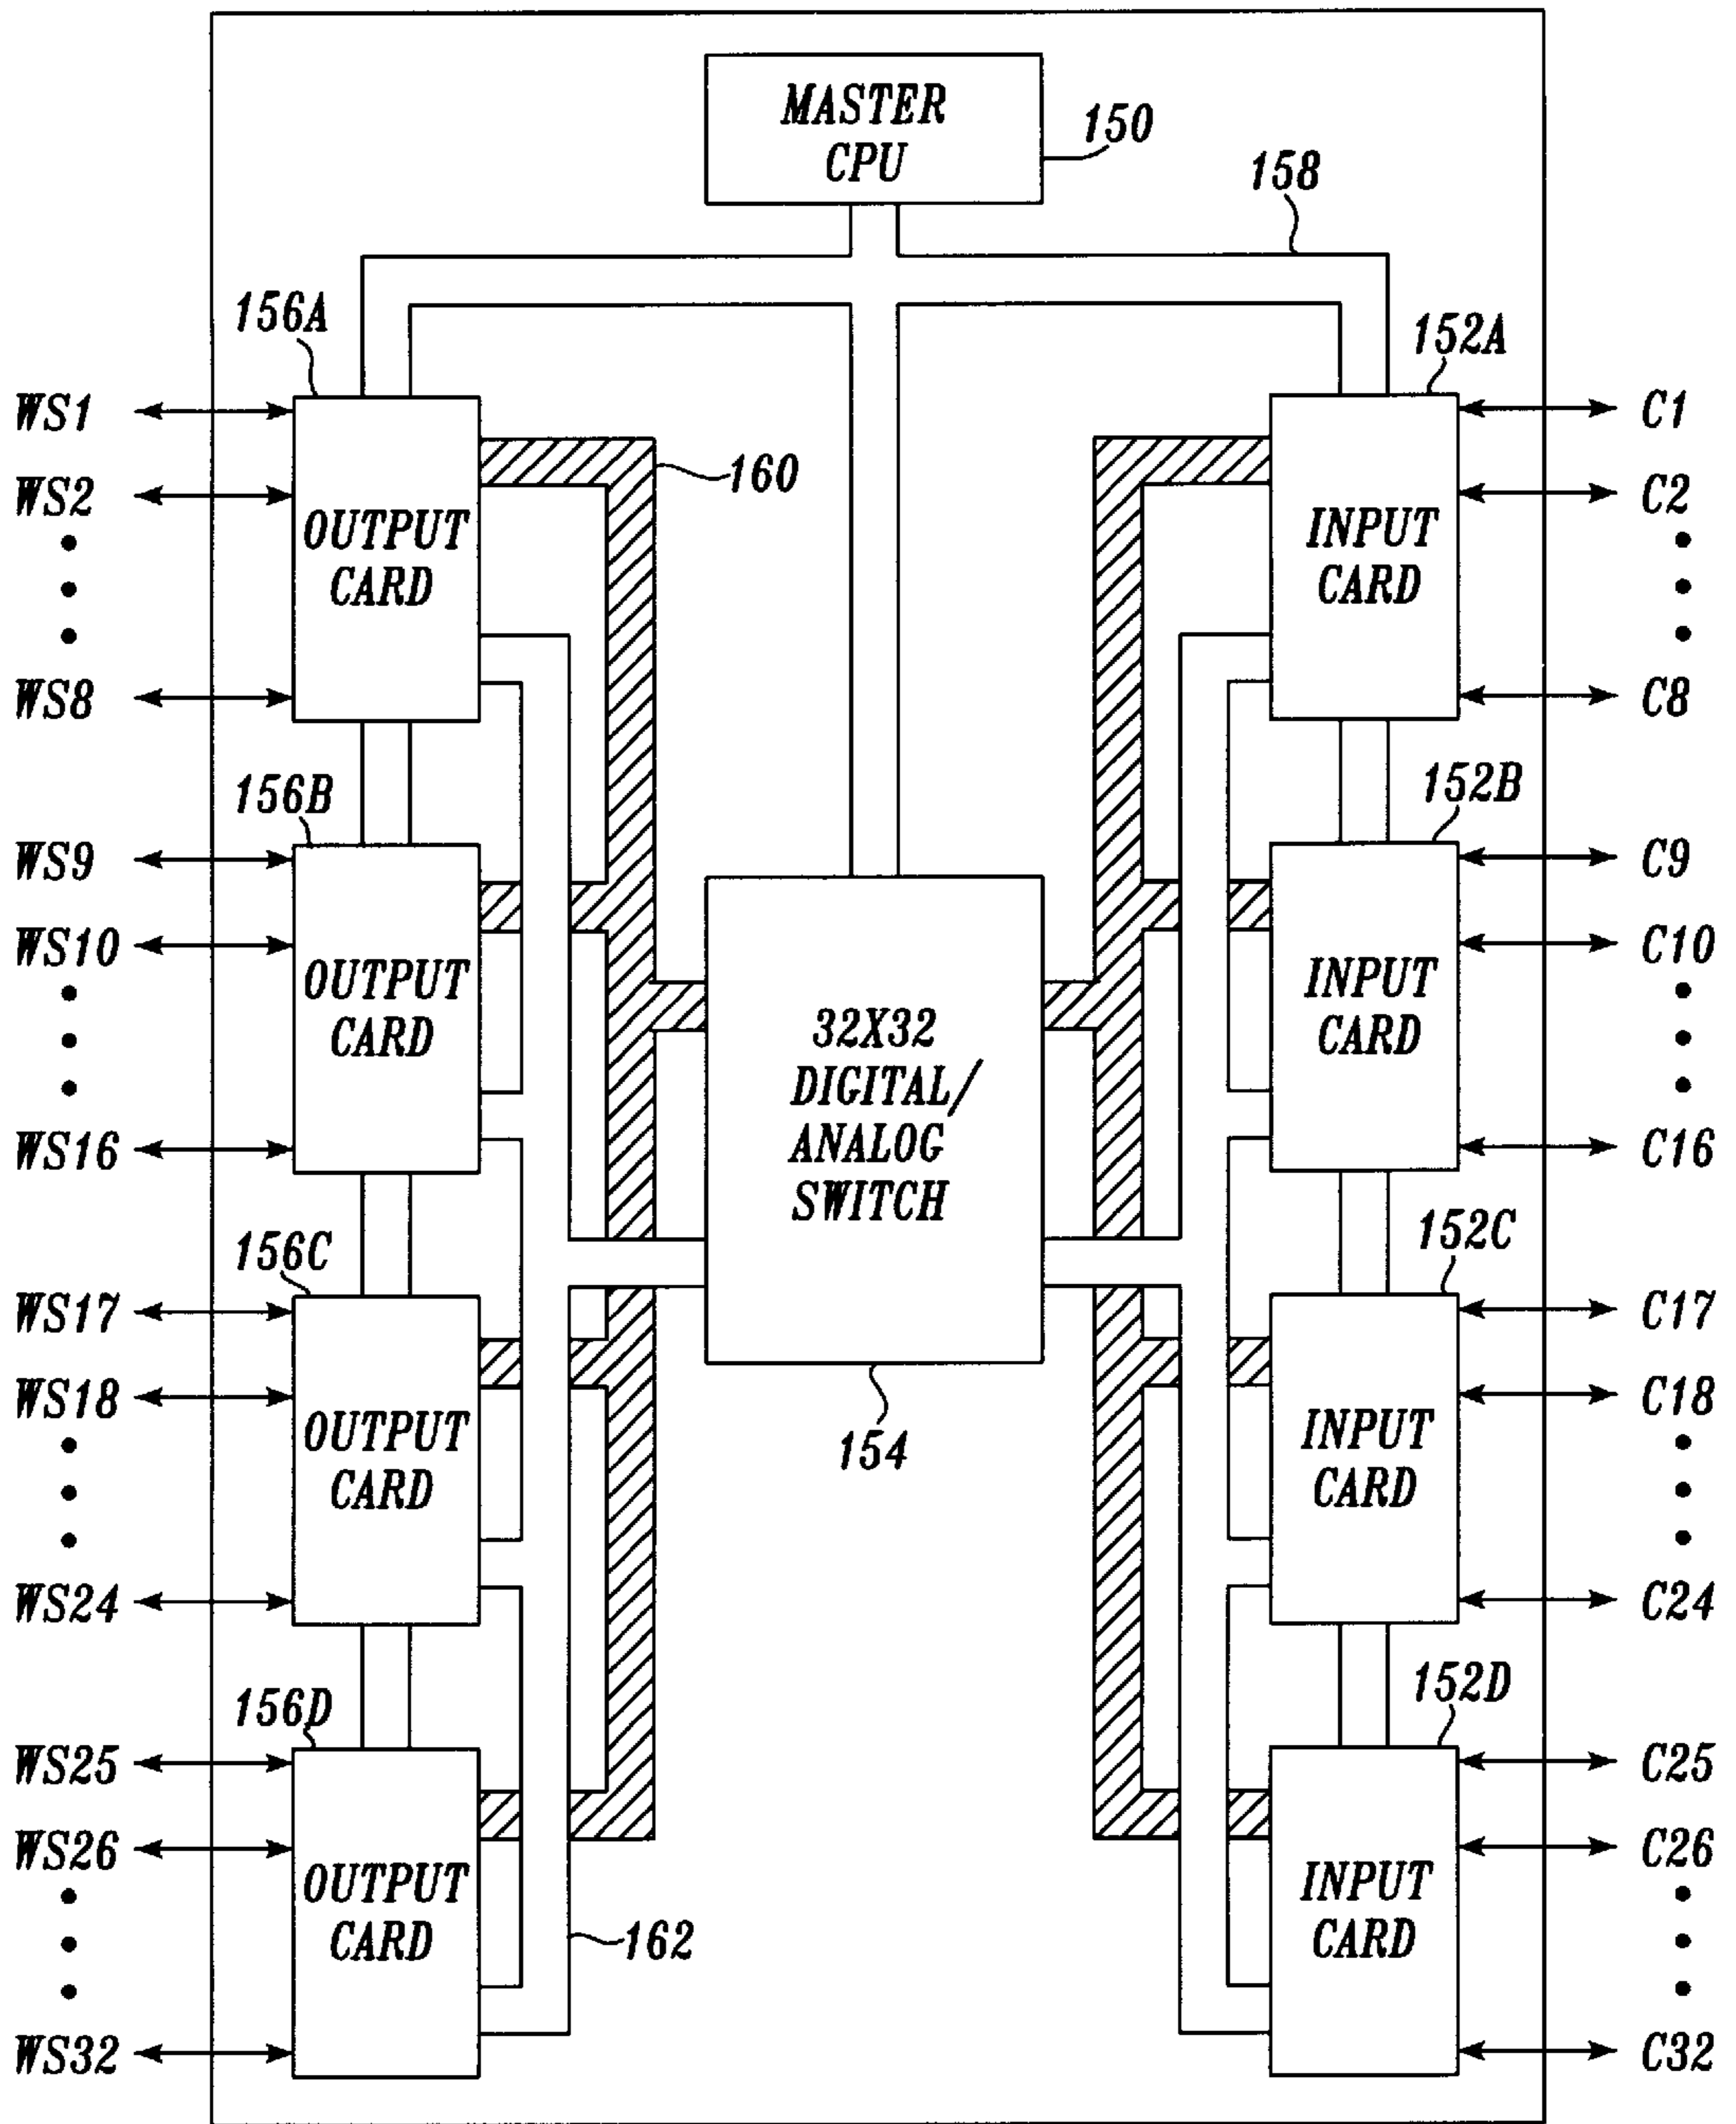 MASTER
CPU
150
158
156A
152A
WS1
C1
WS2
C2
160
OUTPUT
CARD
INPUT
CARD
WS8
C8
156B
152B
WS9
C9
WS10
C10
OUTPUT
CARD
INPUT
CARD
32X32
DIGITAL/
ANALOG
SWITCH
WS16
C16
156C
152C
WS17
C17
WS18
C18
OUTPUT
CARD
154
INPUT
CARD
WS24
C24
156D
152D
WS25
C25
WS26
C26
OUTPUT
CARD
162
INPUT
CARD
WS32
C32